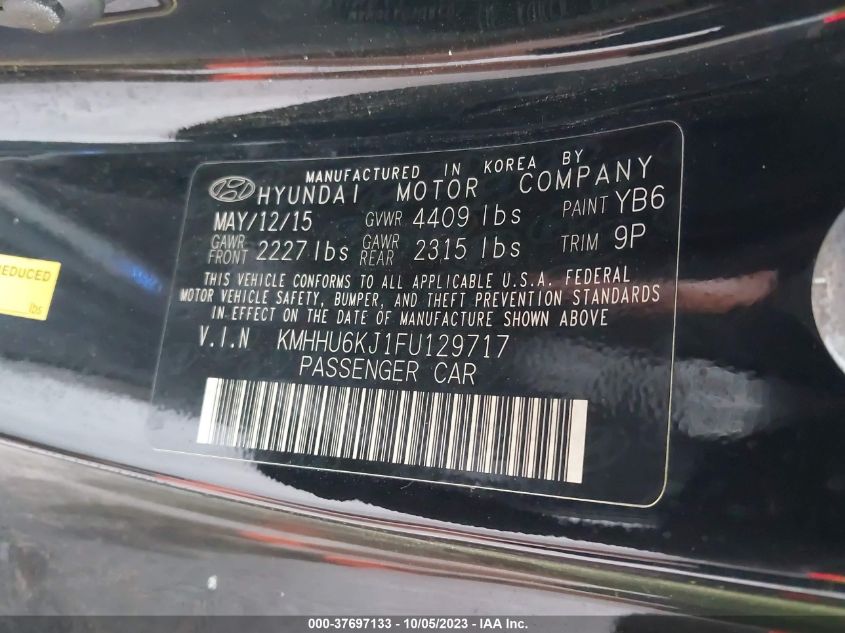 MANUFACTURED IN KOREA BY
HYUNDAI MOTOR COMPANY
MAY/12/15 GVWR 4409 lbs PAINT YB6
GAWR FRONT 2227 lbs GAWR REAR 2315 lbs TRIM 9P
THIS VEHICLE CONFORMS TO ALL APPLICABLE U.S.A. FEDERAL
MOTOR VEHICLE SAFETY, BUMPER, AND THEFT PREVENTION STANDARDS
IN EFFECT ON THE DATE OF MANUFACTURE SHOWN ABOVE
V.I.N KMHHU6KJ1FU129717
PASSENGER CAR
REDUCED
lbs
000-37697133 - 10/05/2023 - IAA Inc.